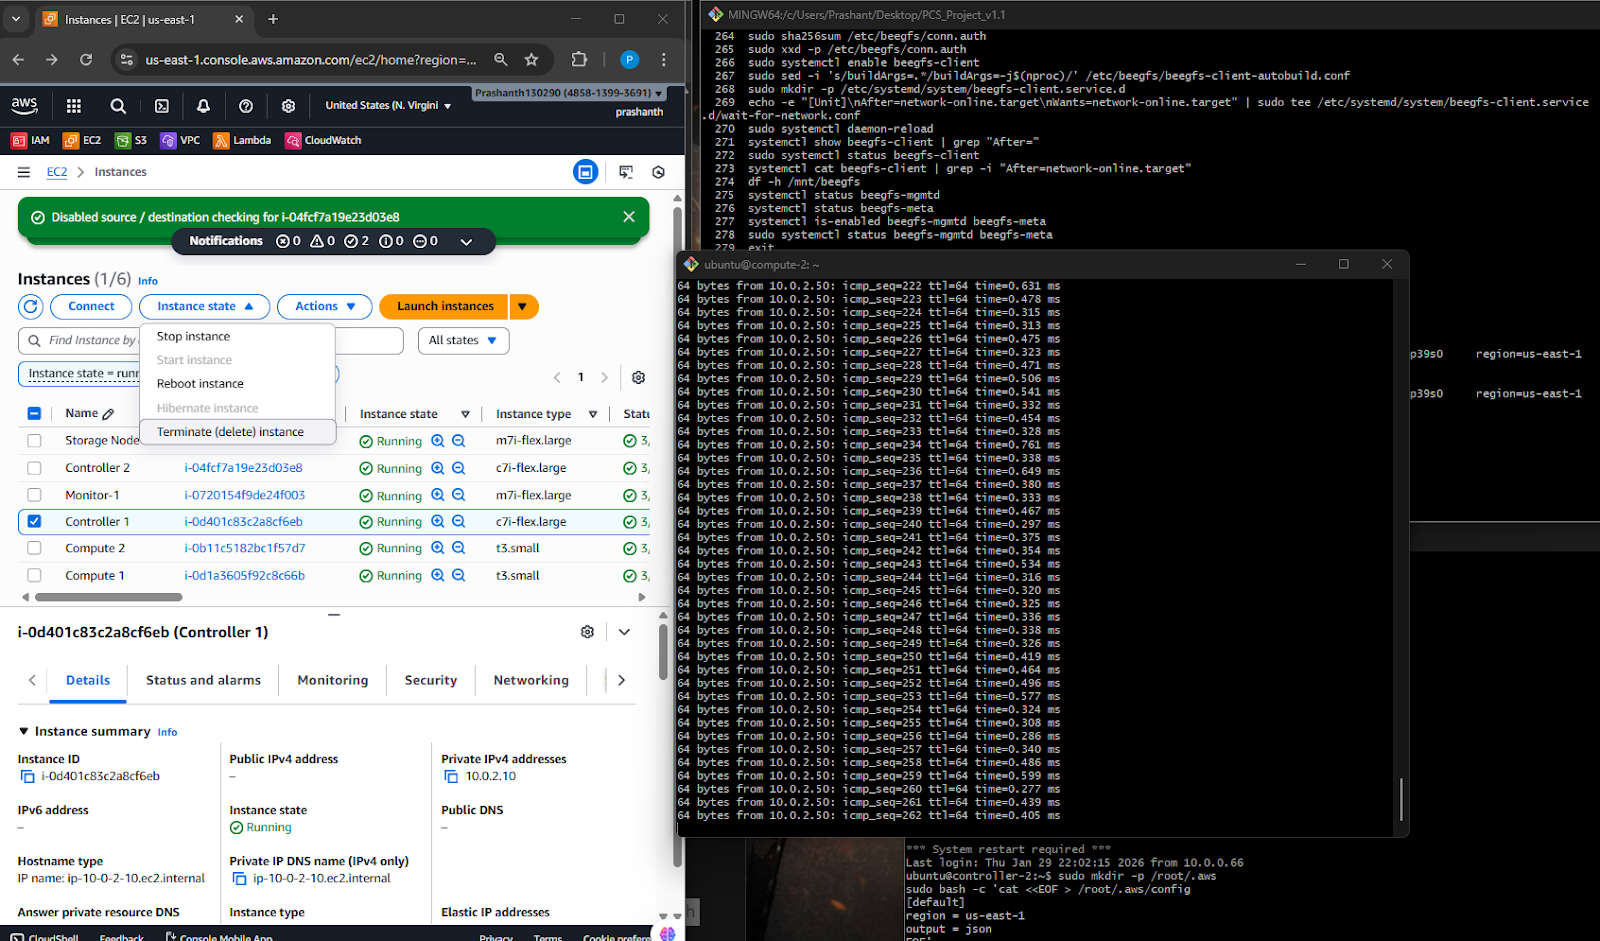 Instances | EC2 | us-east-1
us-east-1.console.aws.amazon.com/ec2/home?region=...
P
aws
United States (N. Virgini
Prashanth130290 (4858-1399-3691)
prashanth
IAM EC2 S3 VPC Lambda CloudWatch
EC2 > Instances
Disabled source / destination checking for i-04fcf7a19e23d03e8
Notifications 0 0 2 0 0
Instances (1/6) Info
Connect Instance state Actions Launch instances
Find Instance by
All states
Instance state = runn
1
Stop instance
Start instance
Reboot instance
Hibernate instance
Terminate (delete) instance
Name Instance state Instance type Statu
Storage Node Running m7i-flex.large 3,
Controller 2 i-04fcf7a19e23d03e8 Running c7i-flex.large 3,
Monitor-1 i-0720154f9de24f003 Running m7i-flex.large 3,
Controller 1 i-0d401c83c2a8cf6eb Running c7i-flex.large 3,
Compute 2 i-0b11c5182bc1f57d7 Running t3.small 3,
Compute 1 i-0d1a3605f92c8c66b Running t3.small 3,
i-0d401c83c2a8cf6eb (Controller 1)
Details Status and alarms Monitoring Security Networking
Instance summary Info
Instance ID
i-0d401c83c2a8cf6eb
Public IPv4 address
–
Private IPv4 addresses
10.0.2.10
IPv6 address
–
Instance state
Running
Public DNS
–
Hostname type
IP name: ip-10-0-2-10.ec2.internal
Private IP DNS name (IPv4 only)
ip-10-0-2-10.ec2.internal
Answer private resource DNS
Instance type
Elastic IP addresses
CloudShell Feedback Console Mobile App Privacy Terms Cookie prefere
MINGW64:/c/Users/Prashant/Desktop/PCS_Project_v1.1
264 sudo sha256sum /etc/beegfs/conn.auth
265 sudo xxd -p /etc/beegfs/conn.auth
266 sudo systemctl enable beegfs-client
267 sudo sed -i 's/buildArgs=.*/buildArgs=-j$(nproc)/' /etc/beegfs/beegfs-client-autobuild.conf
268 sudo mkdir -p /etc/systemd/system/beegfs-client.service.d
269 echo -e "[Unit]\nAfter=network-online.target\nWants=network-online.target" | sudo tee /etc/systemd/system/beegfs-client.service
.d/wait-for-network.conf
270 sudo systemctl daemon-reload
271 systemctl show beegfs-client | grep "After="
272 sudo systemctl status beegfs-client
273 systemctl cat beegfs-client | grep -i "After=network-online.target"
274 df -h /mnt/beegfs
275 systemctl status beegfs-mgmtd
276 systemctl status beegfs-meta
277 systemctl is-enabled beegfs-mgmtd beegfs-meta
278 sudo systemctl status beegfs-mgmtd beegfs-meta
279 exit
p39s0 region=us-east-1
p39s0 region=us-east-1
ubuntu@compute-2: ~
64 bytes from 10.0.2.50: icmp_seq=222 ttl=64 time=0.631 ms
64 bytes from 10.0.2.50: icmp_seq=223 ttl=64 time=0.478 ms
64 bytes from 10.0.2.50: icmp_seq=224 ttl=64 time=0.315 ms
64 bytes from 10.0.2.50: icmp_seq=225 ttl=64 time=0.313 ms
64 bytes from 10.0.2.50: icmp_seq=226 ttl=64 time=0.475 ms
64 bytes from 10.0.2.50: icmp_seq=227 ttl=64 time=0.323 ms
64 bytes from 10.0.2.50: icmp_seq=228 ttl=64 time=0.471 ms
64 bytes from 10.0.2.50: icmp_seq=229 ttl=64 time=0.506 ms
64 bytes from 10.0.2.50: icmp_seq=230 ttl=64 time=0.541 ms
64 bytes from 10.0.2.50: icmp_seq=231 ttl=64 time=0.332 ms
64 bytes from 10.0.2.50: icmp_seq=232 ttl=64 time=0.454 ms
64 bytes from 10.0.2.50: icmp_seq=233 ttl=64 time=0.328 ms
64 bytes from 10.0.2.50: icmp_seq=234 ttl=64 time=0.761 ms
64 bytes from 10.0.2.50: icmp_seq=235 ttl=64 time=0.338 ms
64 bytes from 10.0.2.50: icmp_seq=236 ttl=64 time=0.649 ms
64 bytes from 10.0.2.50: icmp_seq=237 ttl=64 time=0.380 ms
64 bytes from 10.0.2.50: icmp_seq=238 ttl=64 time=0.333 ms
64 bytes from 10.0.2.50: icmp_seq=239 ttl=64 time=0.467 ms
64 bytes from 10.0.2.50: icmp_seq=240 ttl=64 time=0.297 ms
64 bytes from 10.0.2.50: icmp_seq=241 ttl=64 time=0.375 ms
64 bytes from 10.0.2.50: icmp_seq=242 ttl=64 time=0.354 ms
64 bytes from 10.0.2.50: icmp_seq=243 ttl=64 time=0.534 ms
64 bytes from 10.0.2.50: icmp_seq=244 ttl=64 time=0.316 ms
64 bytes from 10.0.2.50: icmp_seq=245 ttl=64 time=0.320 ms
64 bytes from 10.0.2.50: icmp_seq=246 ttl=64 time=0.325 ms
64 bytes from 10.0.2.50: icmp_seq=247 ttl=64 time=0.336 ms
64 bytes from 10.0.2.50: icmp_seq=248 ttl=64 time=0.338 ms
64 bytes from 10.0.2.50: icmp_seq=249 ttl=64 time=0.326 ms
64 bytes from 10.0.2.50: icmp_seq=250 ttl=64 time=0.419 ms
64 bytes from 10.0.2.50: icmp_seq=251 ttl=64 time=0.464 ms
64 bytes from 10.0.2.50: icmp_seq=252 ttl=64 time=0.496 ms
64 bytes from 10.0.2.50: icmp_seq=253 ttl=64 time=0.577 ms
64 bytes from 10.0.2.50: icmp_seq=254 ttl=64 time=0.324 ms
64 bytes from 10.0.2.50: icmp_seq=255 ttl=64 time=0.308 ms
64 bytes from 10.0.2.50: icmp_seq=256 ttl=64 time=0.286 ms
64 bytes from 10.0.2.50: icmp_seq=257 ttl=64 time=0.340 ms
64 bytes from 10.0.2.50: icmp_seq=258 ttl=64 time=0.486 ms
64 bytes from 10.0.2.50: icmp_seq=259 ttl=64 time=0.599 ms
64 bytes from 10.0.2.50: icmp_seq=260 ttl=64 time=0.277 ms
64 bytes from 10.0.2.50: icmp_seq=261 ttl=64 time=0.439 ms
64 bytes from 10.0.2.50: icmp_seq=262 ttl=64 time=0.405 ms
*** System restart required ***
Last login: Thu Jan 29 22:02:15 2026 from 10.0.0.66
ubuntu@controller-2:~$ sudo mkdir -p /root/.aws
sudo bash -c 'cat <<EOF > /root/.aws/config
[default]
region = us-east-1
output = json
EOF'
h